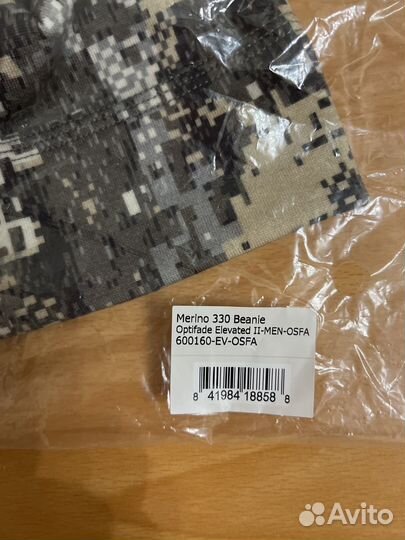 Merino 330 Beanie
Optifade Elevated II-MEN-OSFA
600160-EV-OSFA
8 41984 18858 8
Avito